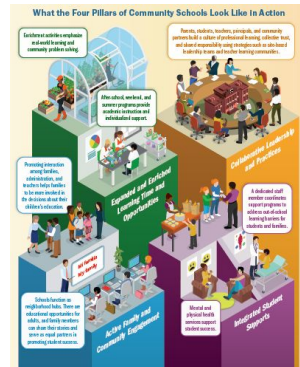 What the Four Pillars of Community Schools Look Like in Action
Enrichment activities emphasize
real-world learning and
community problem solving.
Parents, students, teachers, principals, and community
partners build a culture of professional learning, collective trust,
and shared responsibility using strategies such as site-based
leadership teams and teacher learning communities.
After-school, weekend, and
summer programs provide
academic instruction and
individualized support.
Collaborative Leadership
and Practices
Expanded and Enriched
Learning Time and
Opportunities
Promoting interaction
among families,
administration, and
teachers helps families
to be more involved in
the decisions about their
children's education.
A dedicated staff
member coordinates
support programs to
address out-of-school
learning barriers for
students and families.
Schools function as
neighborhood hubs. There are
educational opportunities for
adults, and family members
can share their stories and
serve as equal partners in
promoting student success.
Active Family and
Community Engagement
Mental and
physical health
services support
student success.
Integrated Student
Supports